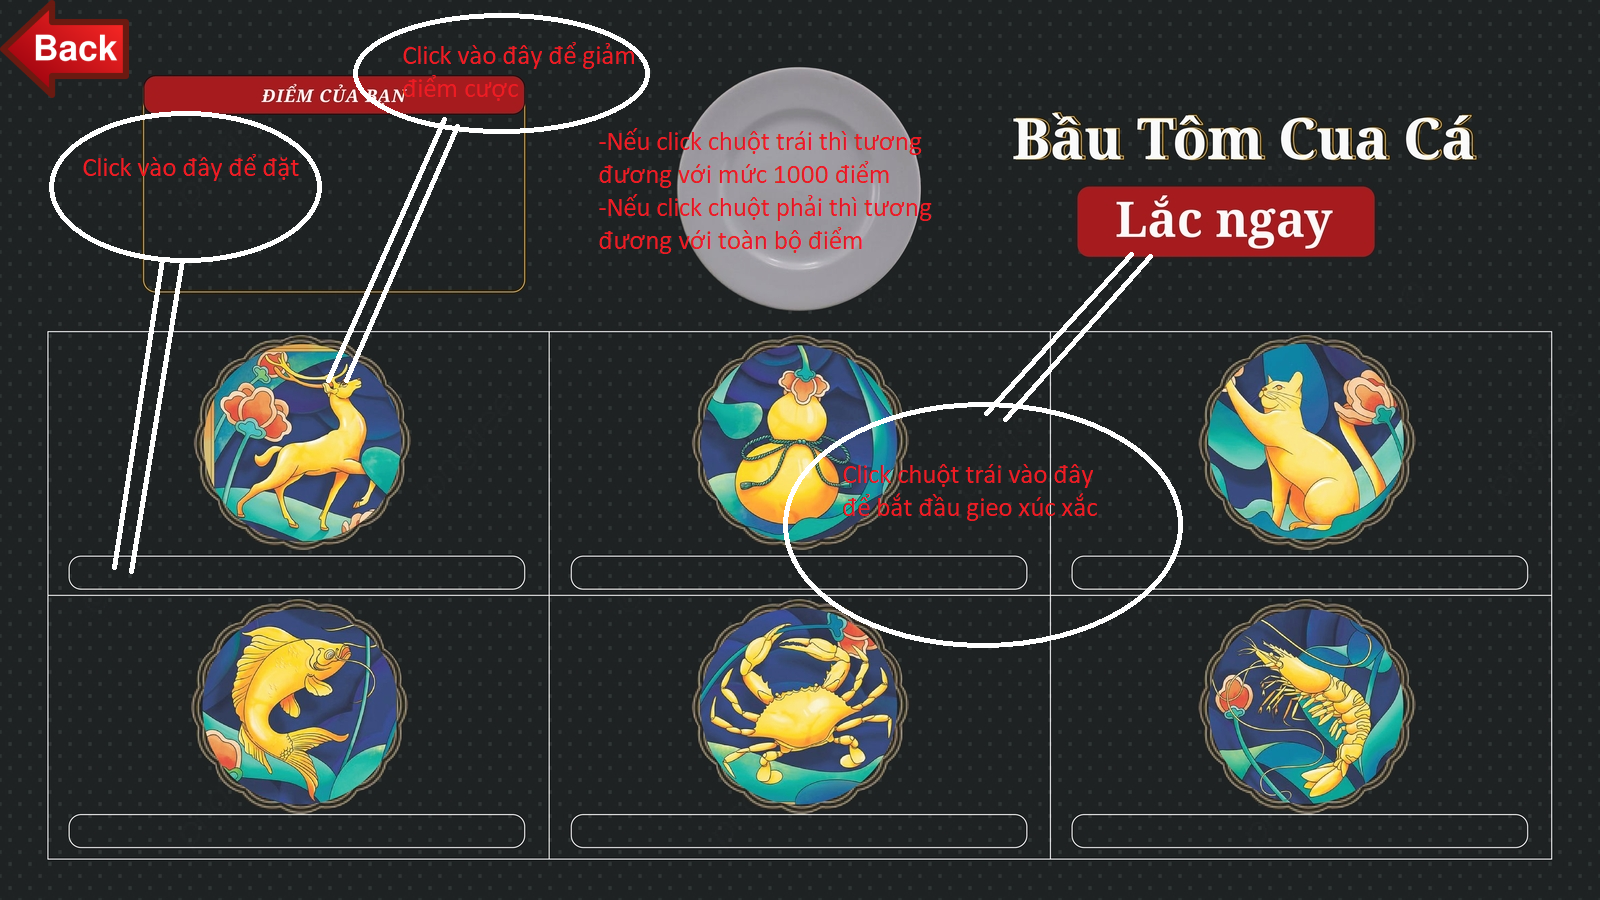 Back
Click vào đây để giảm
điểm cược
ĐIỂM CỦA BẠN
Click vào đây để đặt
-Nếu click chuột trái thì tương
đương với mức 1000 điểm
-Nếu click chuột phải thì tương
đương với toàn bộ điểm
Bầu Tôm Cua Cá
Lắc ngay
Click chuột trái vào đây
để bắt đầu gieo xúc xắc